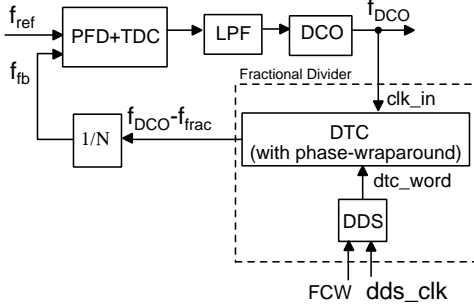 f_DCO
f_ref
PFD+TDC
LPF
DCO
f_fb
Fractional Divider
clk_in
f_DCO-f_frac
1/N
DTC
(with phase-wraparound)
dtc_word
DDS
FCW
dds_clk